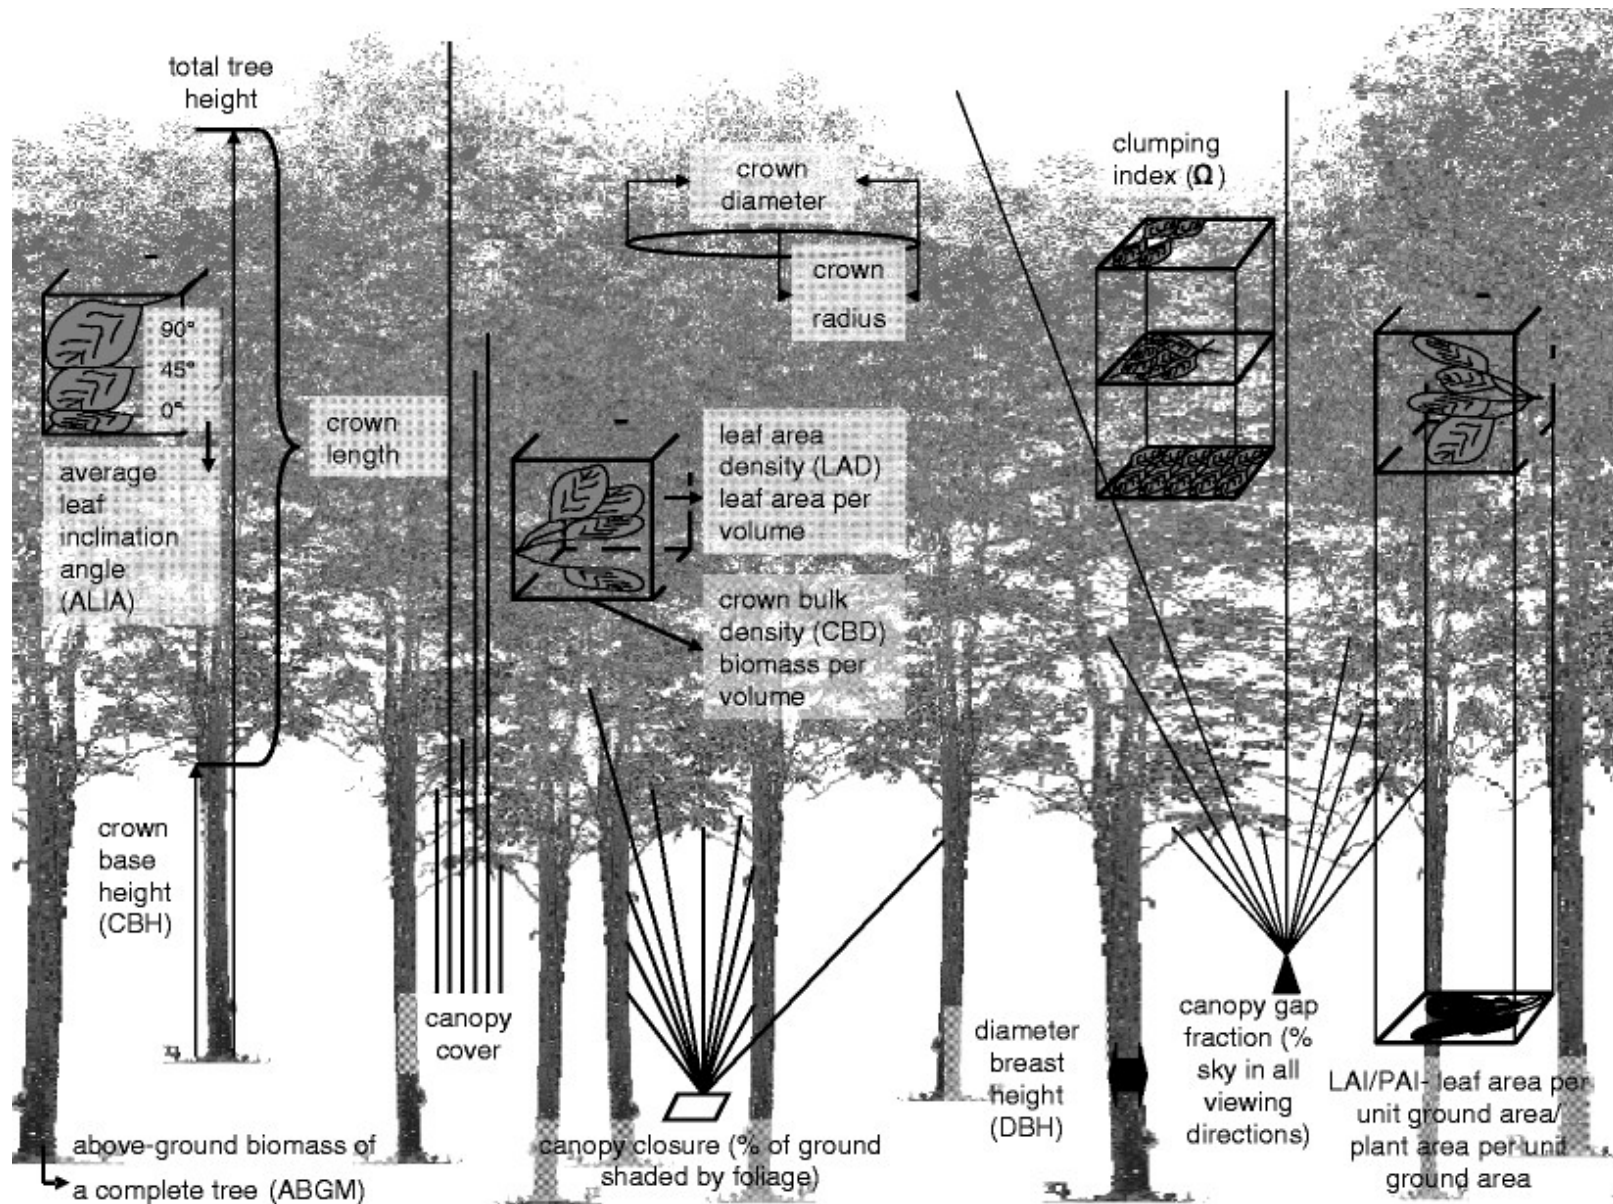 total tree
height
crown
diameter
clumping
index (Ω)
crown
radius
90°
45°
0°
crown
length
average
leaf
inclination
angle
(ALIA)
leaf area
density (LAD)
leaf area per
volume
crown bulk
density (CBD)
biomass per
volume
crown
base
height
(CBH)
canopy
cover
diameter
breast
height
(DBH)
canopy gap
fraction (%
sky in all
viewing
directions)
LAI/PAI- leaf area per
unit ground area/
plant area per unit
ground area
above-ground biomass of
a complete tree (ABGM)
canopy closure (% of ground
shaded by foliage)